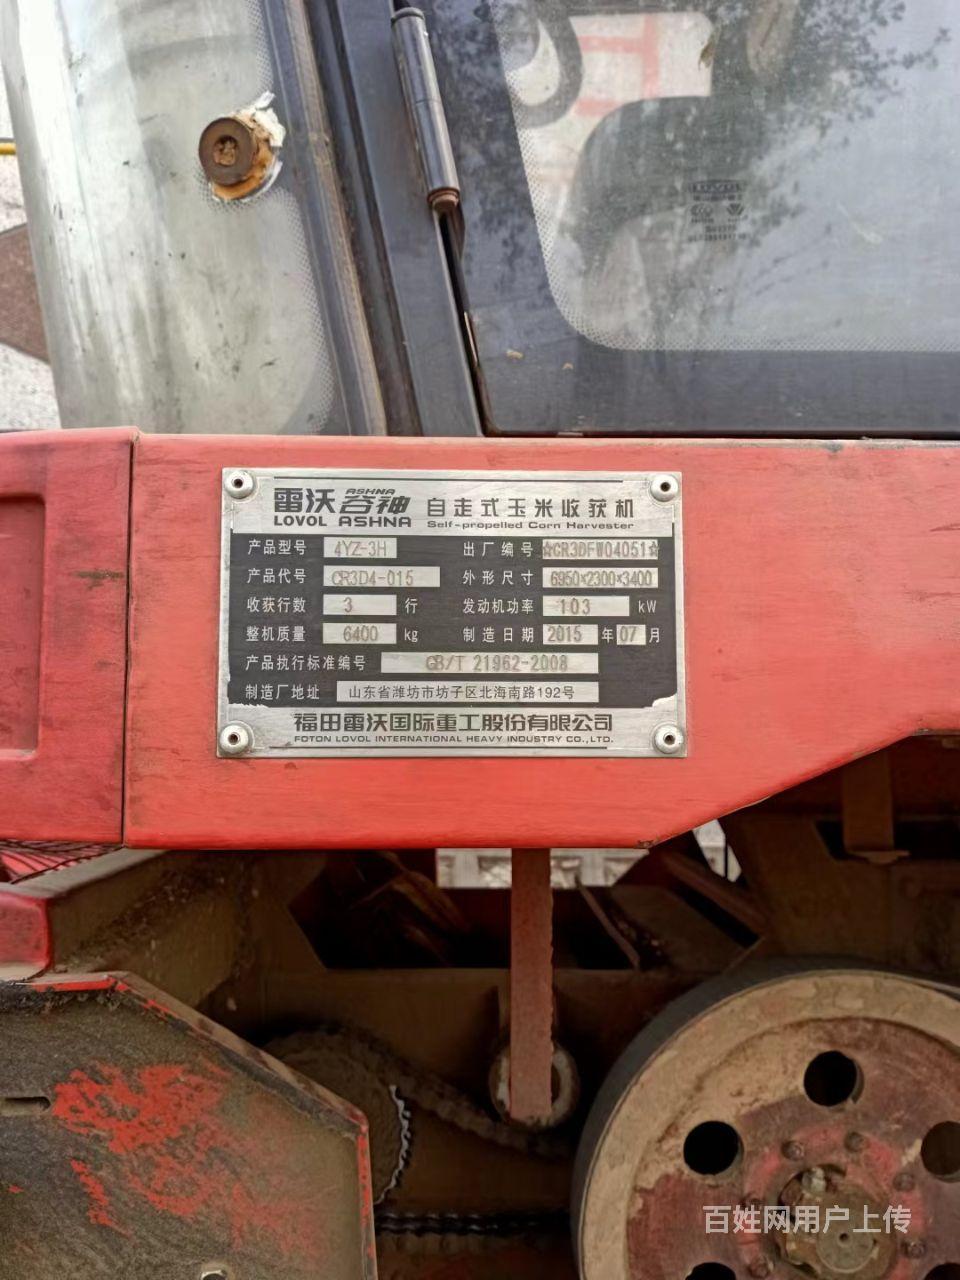 LOVOL
雷沃 ASHNA 谷神 自走式玉米收获机
LOVOL ASHNA Self-propelled Corn Harvester
产品型号 4YZ-3H 出厂编号 ☆CR3DFW04051☆
产品代号 CR3D4-015 外形尺寸 6950×2300×3400
收获行数 3 行 发动机功率 103 kW
整机质量 6400 kg 制造日期 2015 年 07 月
产品执行标准编号 GB/T 21962-2008
制造厂地址 山东省潍坊市坊子区北海南路192号
福田雷沃国际重工股份有限公司
FOTON LOVOL INTERNATIONAL HEAVY INDUSTRY CO.,LTD.
百姓网用户上传